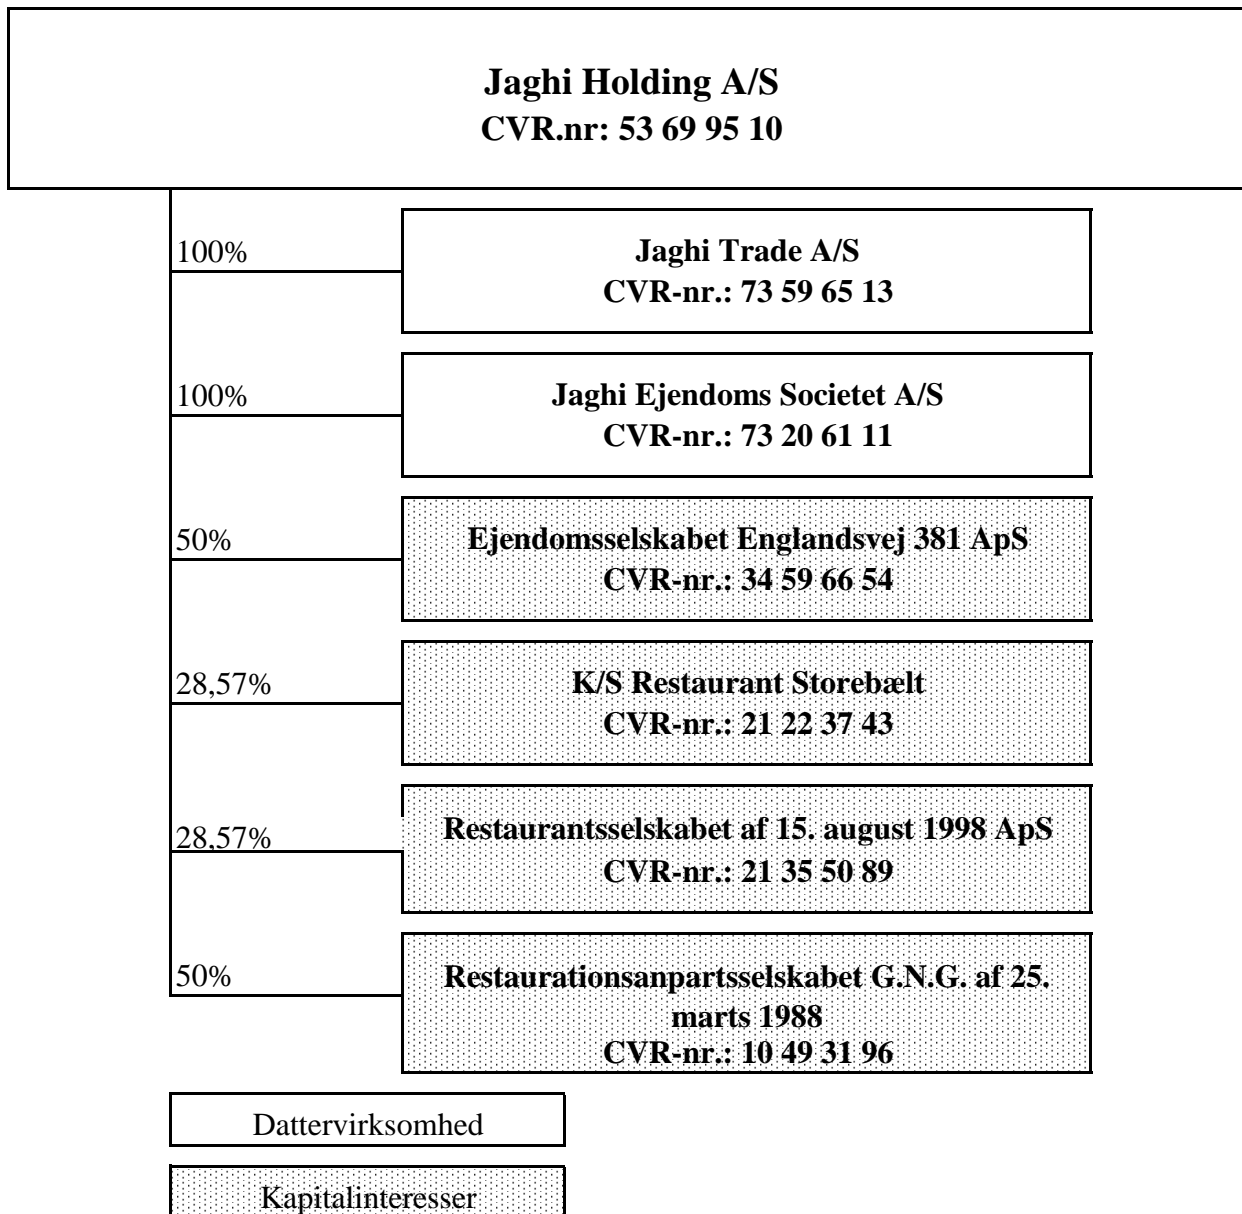 Jaghi Holding A/S
CVR.nr: 53 69 95 10
100%
Jaghi Trade A/S
CVR-nr.: 73 59 65 13
100%
Jaghi Ejendoms Societet A/S
CVR-nr.: 73 20 61 11
50%
Ejendomsselskabet Englandsvej 381 ApS
CVR-nr.: 34 59 66 54
28,57%
K/S Restaurant Storebælt
CVR-nr.: 21 22 37 43
28,57%
Restaurantsselskabet af 15. august 1998 ApS
CVR-nr.: 21 35 50 89
50%
Restaurationsanpartsselskabet G.N.G. af 25.
marts 1988
CVR-nr.: 10 49 31 96
Dattervirksomhed
Kapitalinteresser